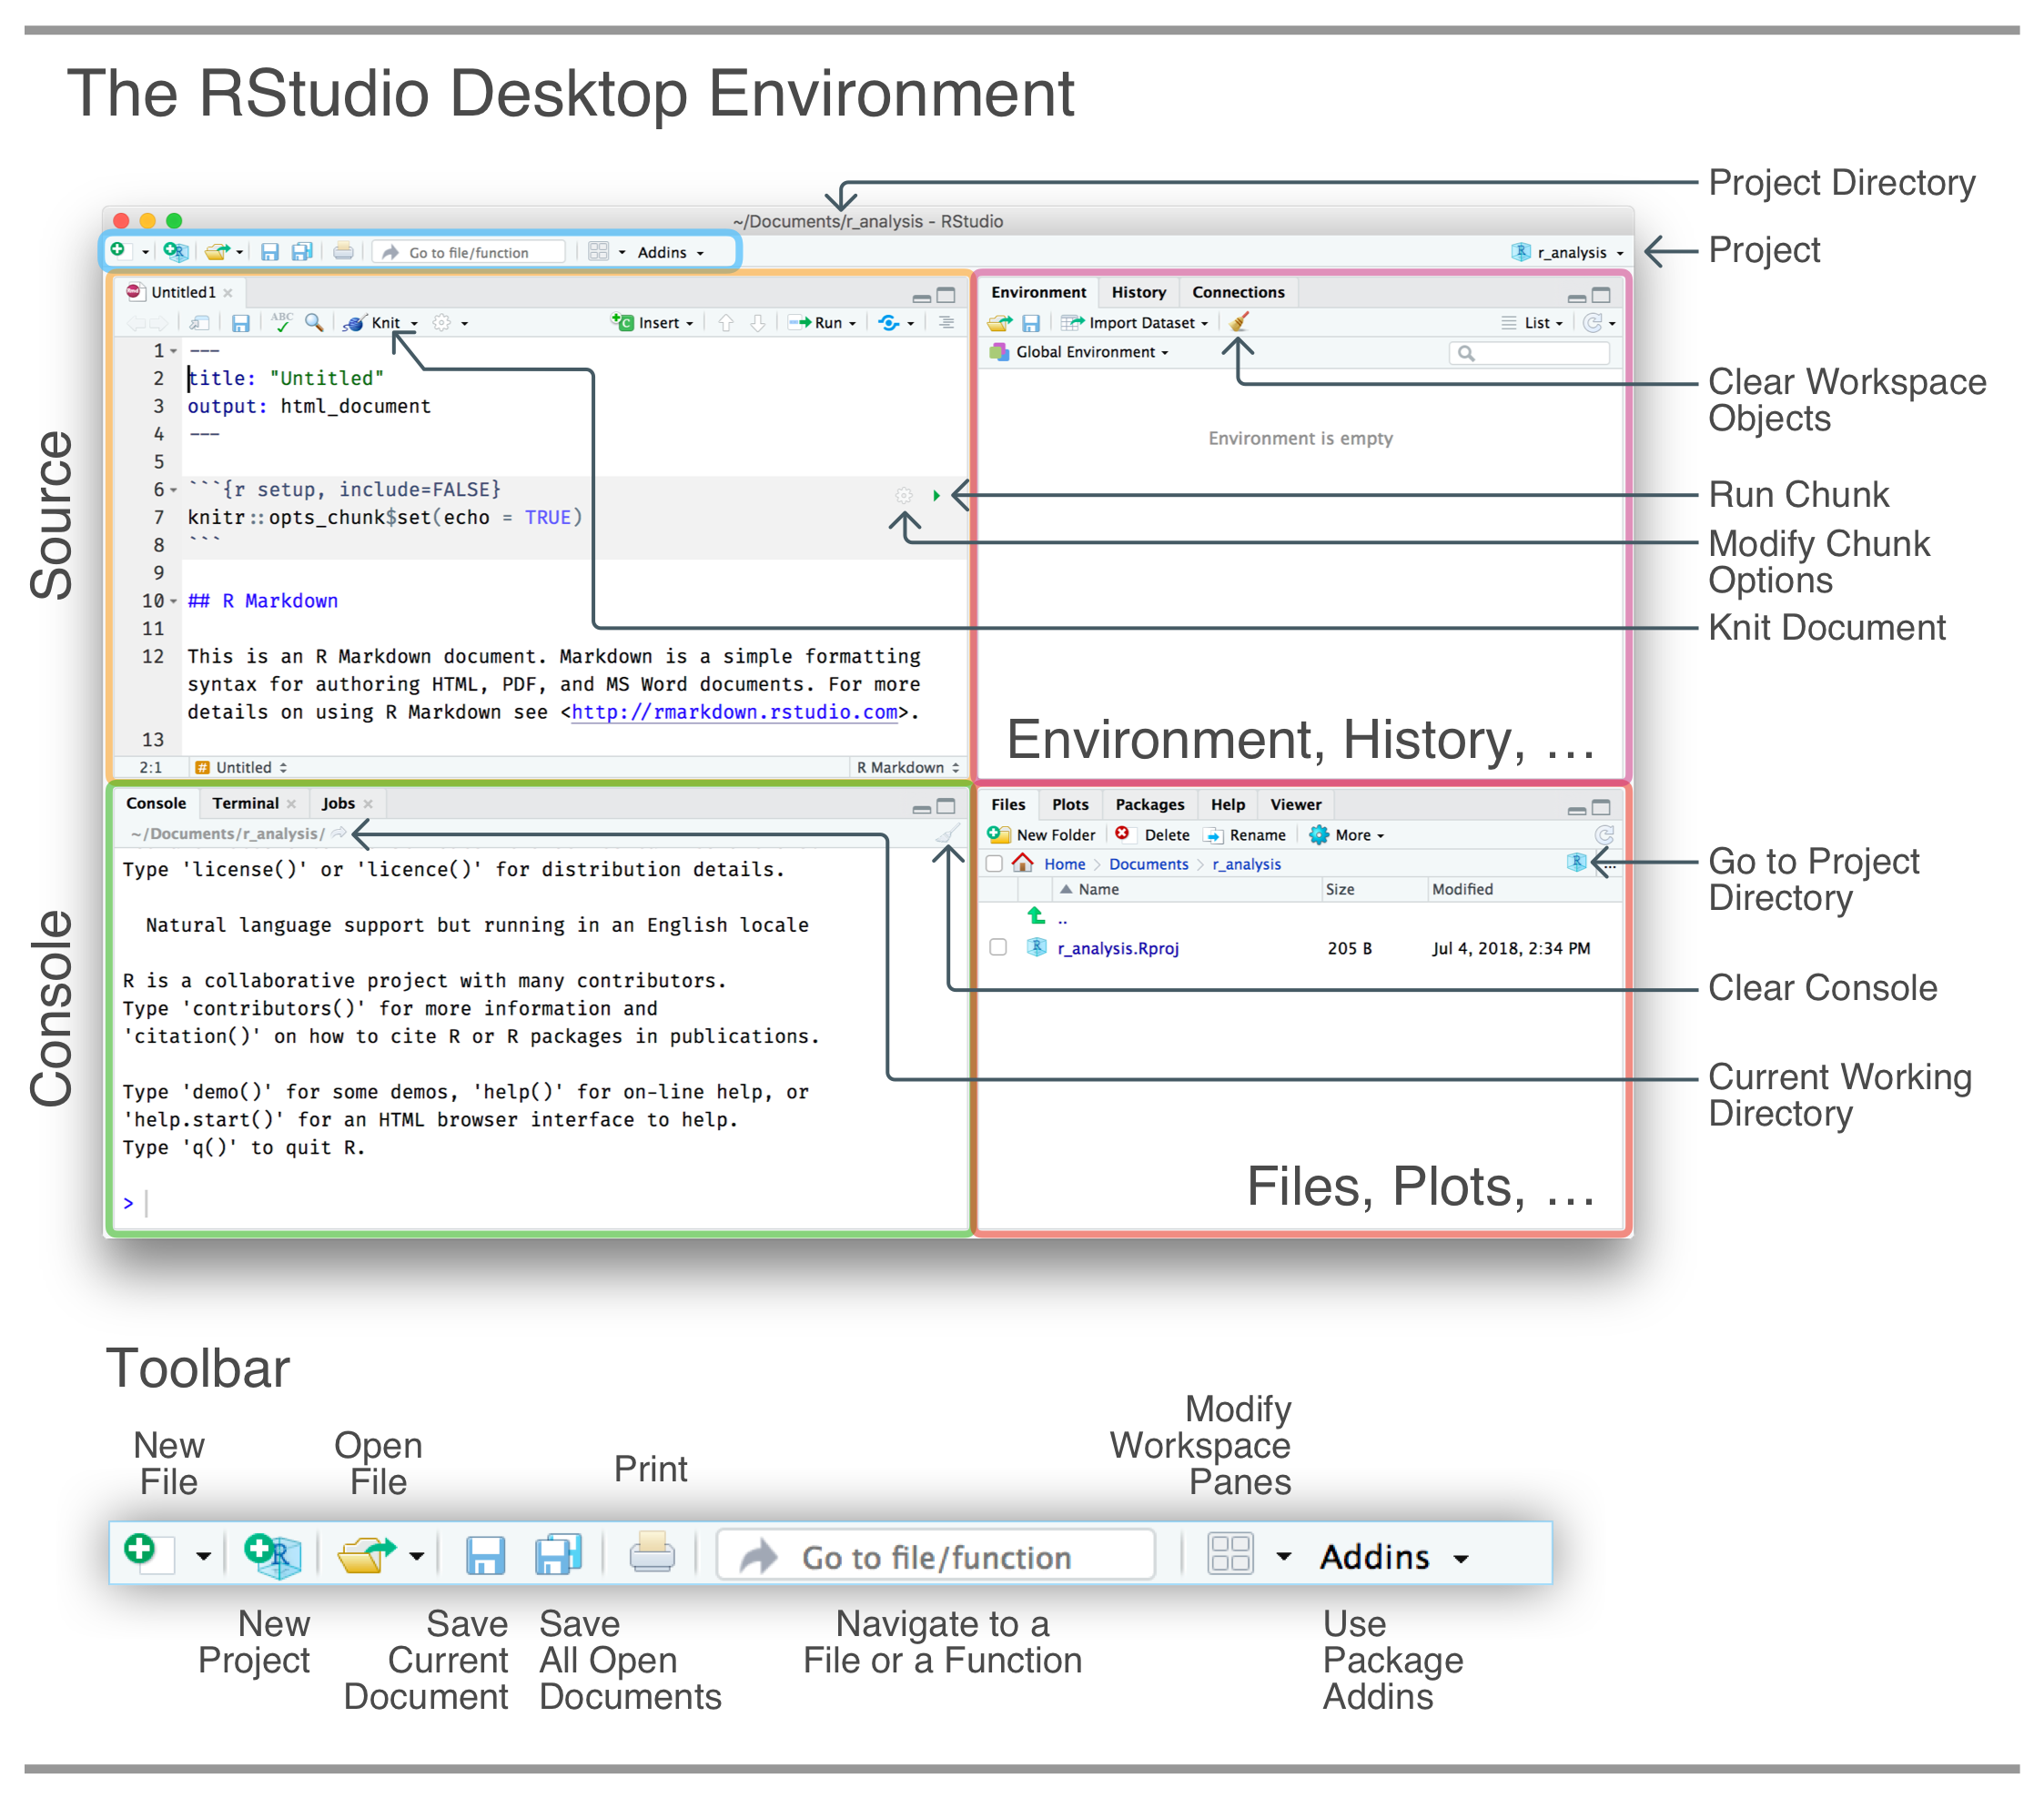 The RStudio Desktop Environment
Project Directory
~/Documents/r_analysis - RStudio
Go to file/function
Addins
r_analysis
Project
Source
Untitled1
ABC
Knit
Insert
Run
1 ---
2 title: "Untitled"
3 output: html_document
4 ---
5
6 ```{r setup, include=FALSE}
7 knitr::opts_chunk$set(echo = TRUE)
8 ```
9
10 ## R Markdown
11
12 This is an R Markdown document. Markdown is a simple formatting
syntax for authoring HTML, PDF, and MS Word documents. For more
details on using R Markdown see <http://rmarkdown.rstudio.com>.
13
2:1 # Untitled R Markdown
Environment History Connections
Import Dataset List
Global Environment
Environment is empty
Environment, History, ...
Clear Workspace
Objects
Run Chunk
Modify Chunk
Options
Knit Document
Console
Console Terminal Jobs
~/Documents/r_analysis/
Type 'license()' or 'licence()' for distribution details.
Natural language support but running in an English locale
R is a collaborative project with many contributors.
Type 'contributors()' for more information and
'citation()' on how to cite R or R packages in publications.
Type 'demo()' for some demos, 'help()' for on-line help, or
'help.start()' for an HTML browser interface to help.
Type 'q()' to quit R.
>
Files Plots Packages Help Viewer
New Folder Delete Rename More
Home Documents r_analysis R ...
Name Size Modified
..
R r_analysis.Rproj 205 B Jul 4, 2018, 2:34 PM
Files, Plots, ...
Go to Project
Directory
Clear Console
Current Working
Directory
Toolbar
New
File
Open
File
Print
Modify
Workspace
Panes
R
Go to file/function
Addins
New
Project
Save
Current
Document
Save
All Open
Documents
Navigate to a
File or a Function
Use
Package
Addins